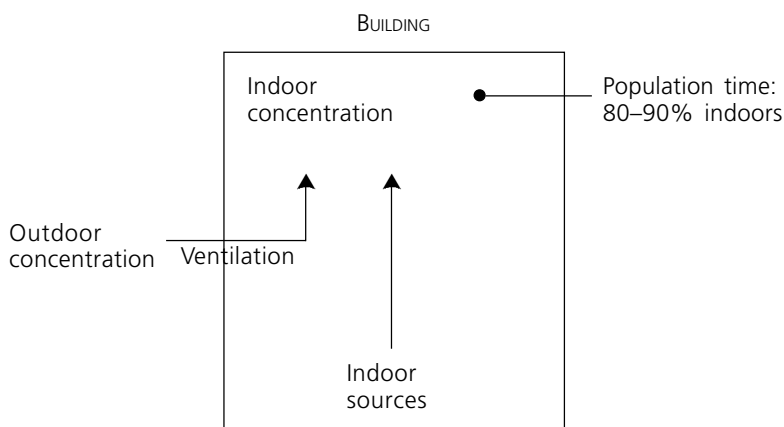 BUILDING
Indoor
concentration
Population time:
80–90% indoors
Outdoor
concentration
Ventilation
Indoor
sources